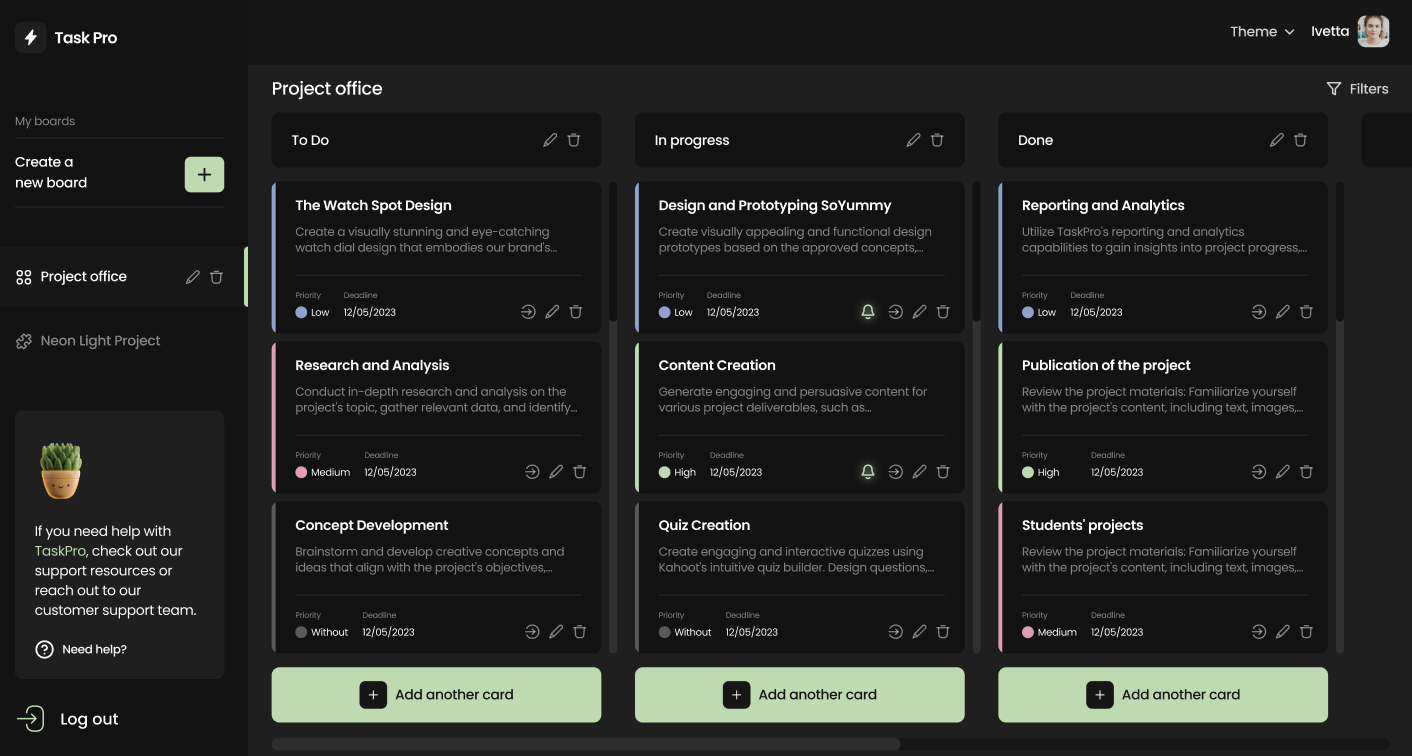 Task Pro
Theme
Ivetta
My boards
Create a
new board
Project office
Neon Light Project
If you need help with
TaskPro, check out our
support resources or
reach out to our
customer support team.
Need help?
Log out
Project office
Filters
To Do
The Watch Spot Design
Create a visually stunning and eye-catching
watch dial design that embodies our brand's...
Priority
Deadline
Low
12/05/2023
Research and Analysis
Conduct in-depth research and analysis on the
project's topic, gather relevant data, and identify...
Priority
Deadline
Medium
12/05/2023
Concept Development
Brainstorm and develop creative concepts and
ideas that align with the project's objectives,...
Priority
Deadline
Without
12/05/2023
Add another card
In progress
Design and Prototyping SoYummy
Create visually appealing and functional design
prototypes based on the approved concepts,...
Priority
Deadline
Low
12/05/2023
Content Creation
Generate engaging and persuasive content for
various project deliverables, such as...
Priority
Deadline
High
12/05/2023
Quiz Creation
Create engaging and interactive quizzes using
Kahoot's intuitive quiz builder. Design questions,...
Priority
Deadline
Without
12/05/2023
Add another card
Done
Reporting and Analytics
Utilize TaskPro's reporting and analytics
capabilities to gain insights into project progress,...
Priority
Deadline
Low
12/05/2023
Publication of the project
Review the project materials: Familiarize yourself
with the project's content, including text, images,...
Priority
Deadline
High
12/05/2023
Students' projects
Review the project materials: Familiarize yourself
with the project's content, including text, images,...
Priority
Deadline
Medium
12/05/2023
Add another card